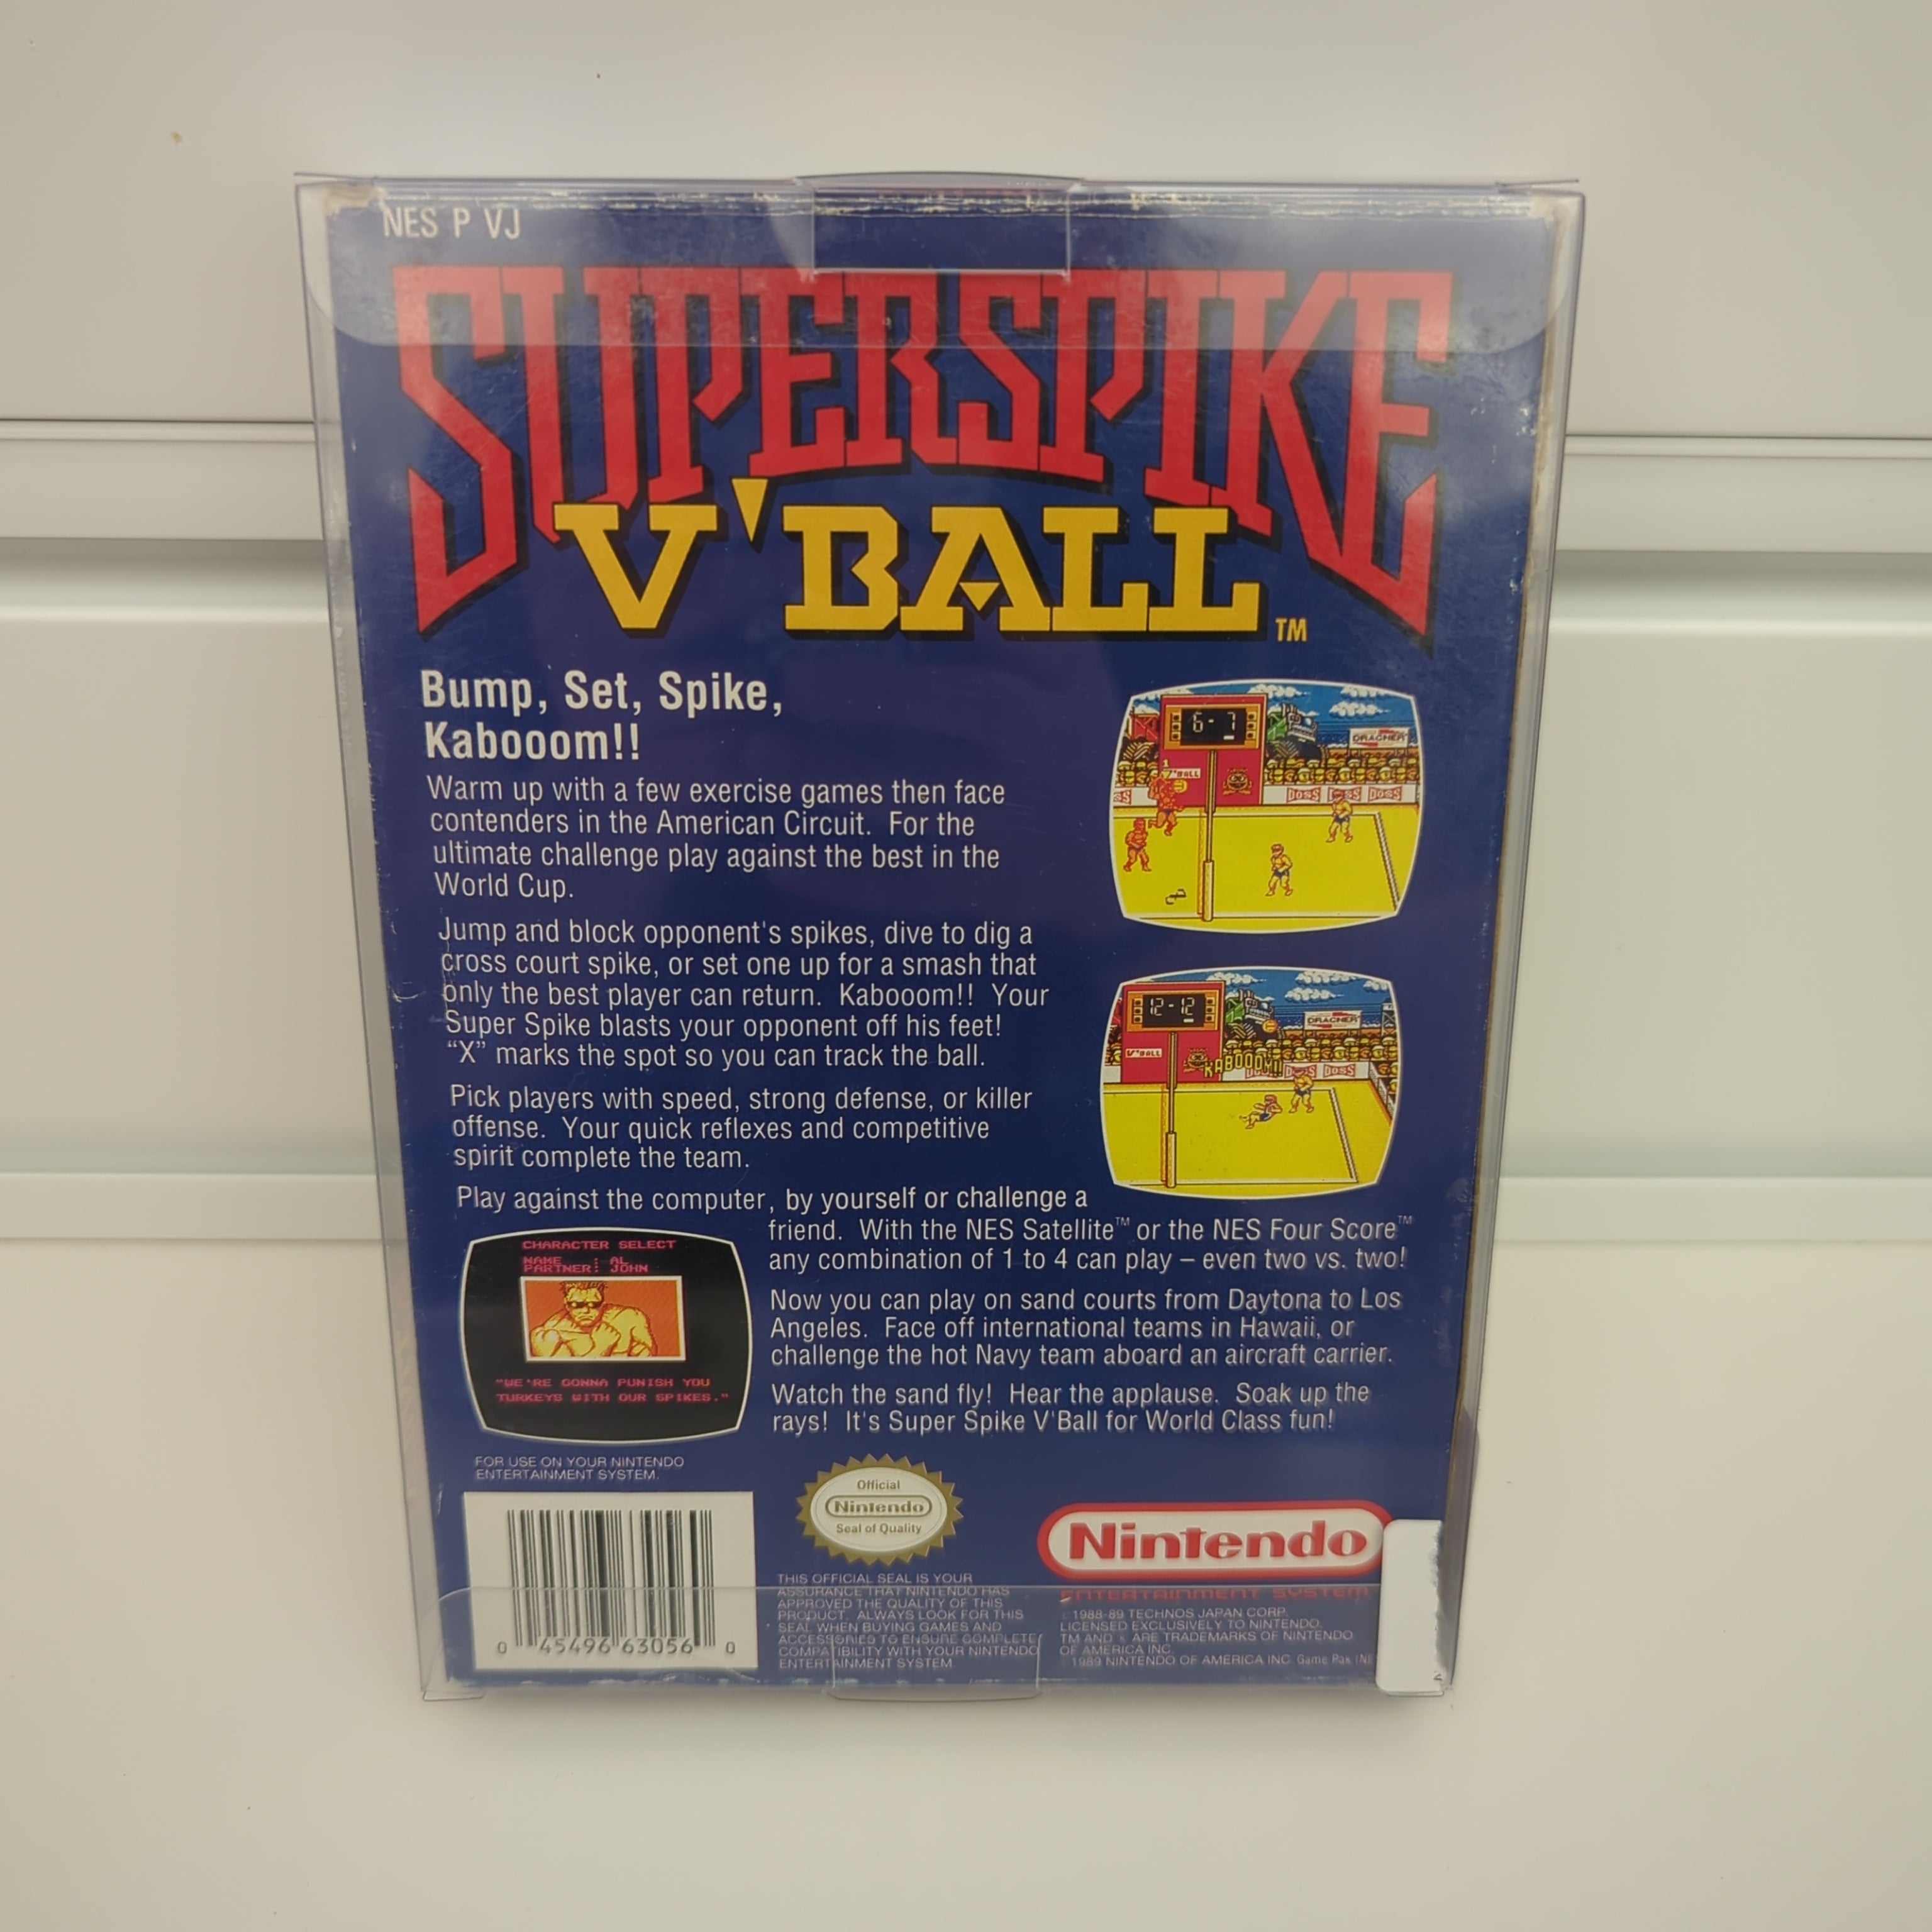 NES P VJ
SUPER SPIKE
V'BALL™
Bump, Set, Spike,
Kabooom!!
Warm up with a few exercise games then face
contenders in the American Circuit. For the
ultimate challenge play against the best in the
World Cup.
Jump and block opponent's spikes, dive to dig a
cross court spike, or set one up for a smash that
only the best player can return. Kabooom!! Your
Super Spike blasts your opponent off his feet!
“X” marks the spot so you can track the ball.
Pick players with speed, strong defense, or killer
offense. Your quick reflexes and competitive
spirit complete the team.
Play against the computer, by yourself or challenge a
friend. With the NES Satellite™ or the NES Four Score™
any combination of 1 to 4 can play – even two vs. two!
Now you can play on sand courts from Daytona to Los
Angeles. Face off international teams in Hawaii, or
challenge the hot Navy team aboard an aircraft carrier.
Watch the sand fly! Hear the applause. Soak up the
rays! It's Super Spike V'Ball for World Class fun!
6 - 7
DRACHER
V'BALL
DOSS DOSS DOSS
12 - 12
DRACHER
V'BALL
KABOOOM!!
DOSS DOSS
CHARACTER SELECT
NAME : AL
PARTNER: JOHN
"WE'RE GONNA PUNISH YOU
TURKEYS WITH OUR SPIKES."
FOR USE ON YOUR NINTENDO
ENTERTAINMENT SYSTEM.
0 45496 63056 0
Official
Nintendo
Seal of Quality
THIS OFFICIAL SEAL IS YOUR
ASSURANCE THAT NINTENDO HAS
APPROVED THE QUALITY OF THIS
PRODUCT. ALWAYS LOOK FOR THIS
SEAL WHEN BUYING GAMES AND
ACCESSORIES TO ENSURE COMPLETE
COMPATIBILITY WITH YOUR NINTENDO
ENTERTAINMENT SYSTEM
Nintendo
ENTERTAINMENT SYSTEM
1988-89 TECHNOS JAPAN CORP.
LICENSED EXCLUSIVELY TO NINTENDO.
TM AND ® ARE TRADEMARKS OF NINTENDO
OF AMERICA INC.
1989 NINTENDO OF AMERICA INC. Game Pak (NE